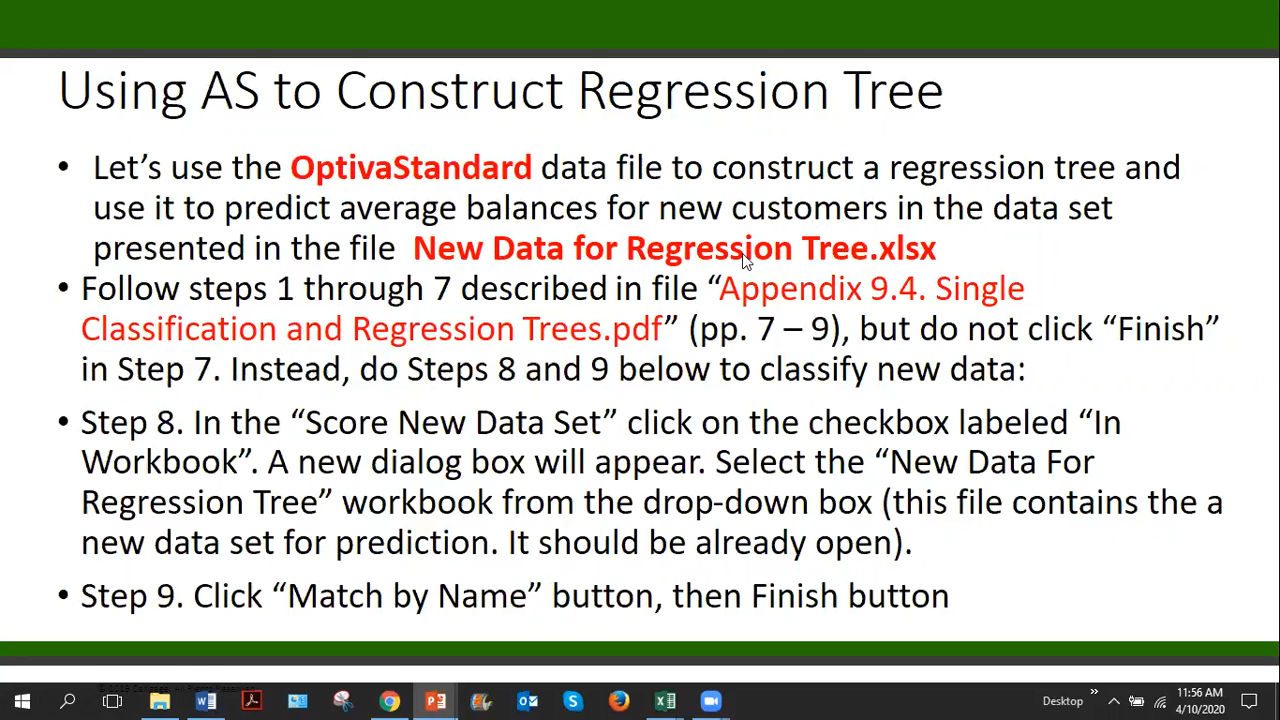 Using AS to Construct Regression Tree
• Let’s use the OptivaStandard data file to construct a regression tree and
use it to predict average balances for new customers in the data set
presented in the file New Data for Regression Tree.xlsx
• Follow steps 1 through 7 described in file “Appendix 9.4. Single
Classification and Regression Trees.pdf” (pp. 7 – 9), but do not click “Finish”
in Step 7. Instead, do Steps 8 and 9 below to classify new data:
• Step 8. In the “Score New Data Set” click on the checkbox labeled “In
Workbook”. A new dialog box will appear. Select the “New Data For
Regression Tree” workbook from the drop-down box (this file contains the a
new data set for prediction. It should be already open).
• Step 9. Click “Match by Name” button, then Finish button
Desktop
11:56 AM
4/10/2020